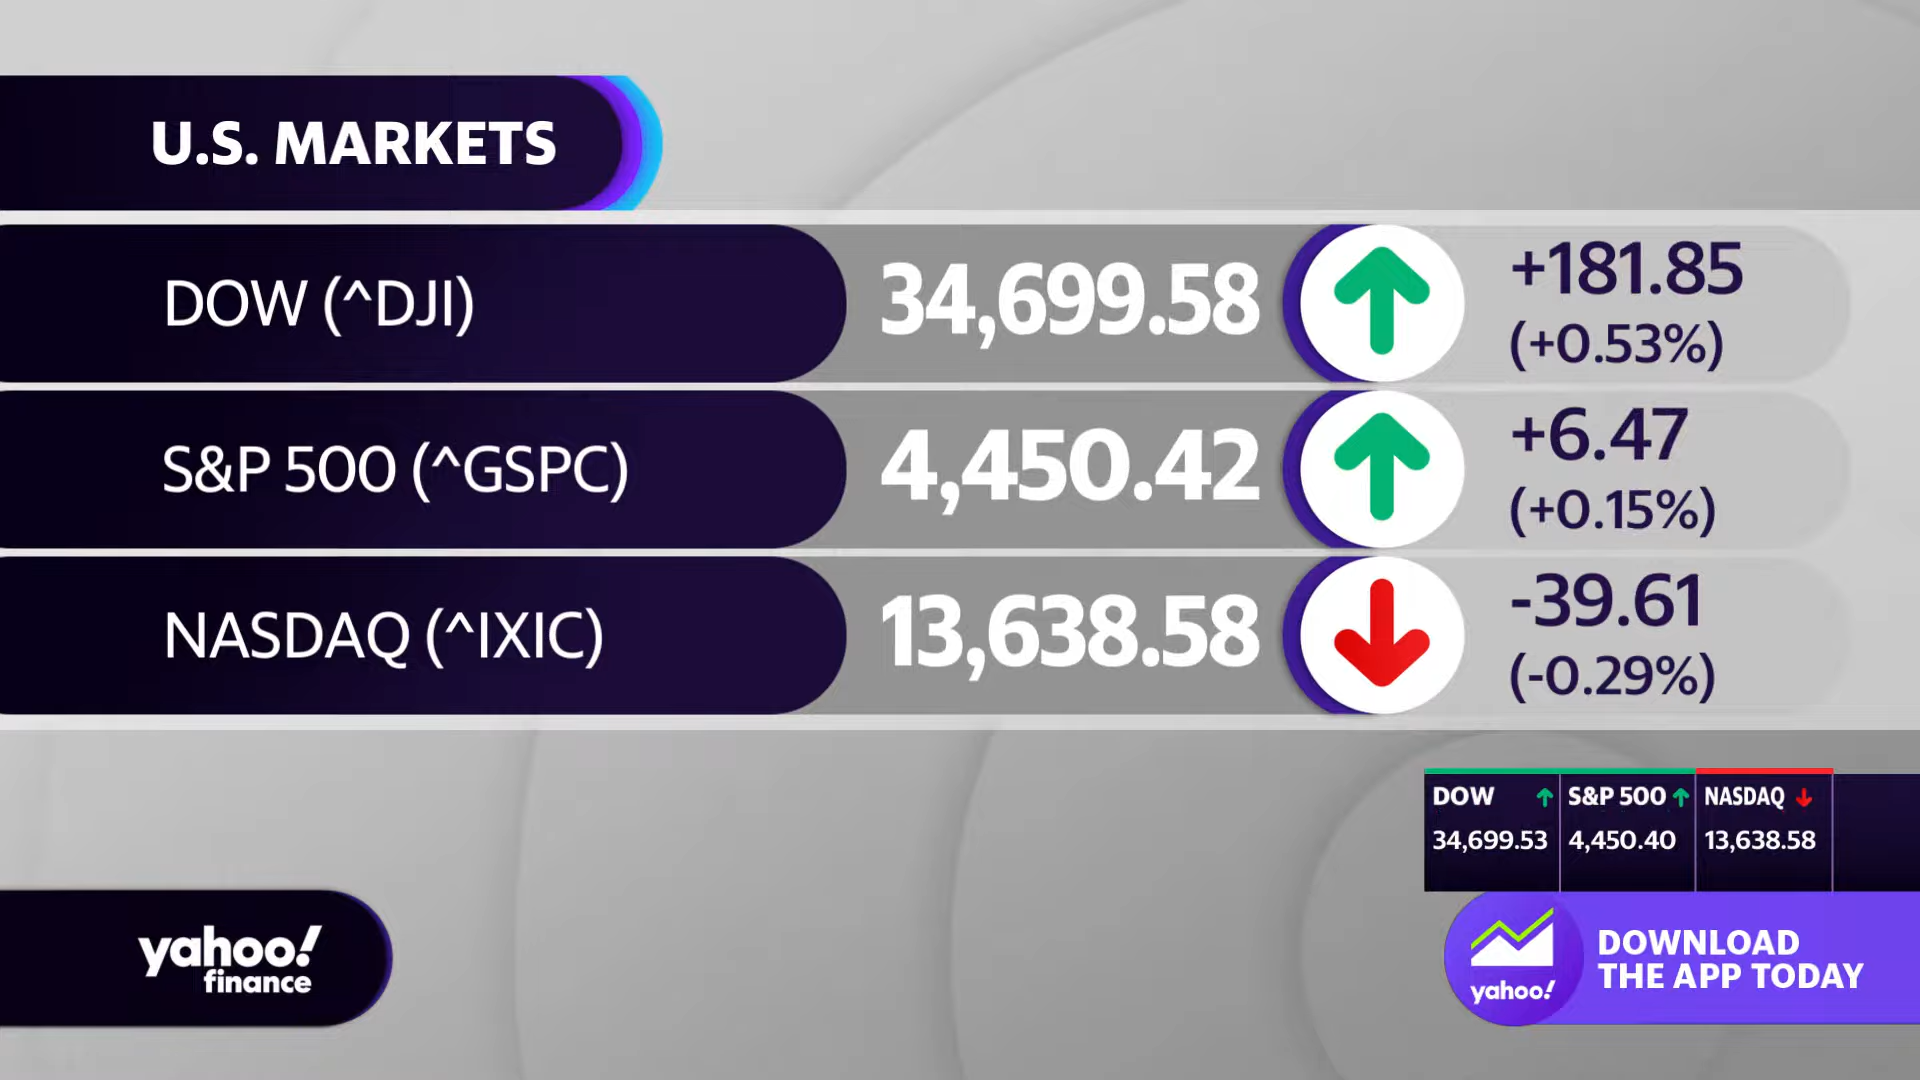 U.S. MARKETS
DOW (^DJI) 34,699.58 +181.85
(+0.53%)
S&P 500 (^GSPC) 4,450.42 +6.47
(+0.15%)
NASDAQ (^IXIC) 13,638.58 -39.61
(-0.29%)
DOW S&P 500 NASDAQ
34,699.53 4,450.40 13,638.58
yahoo!
finance
yahoo!
DOWNLOAD
THE APP TODAY